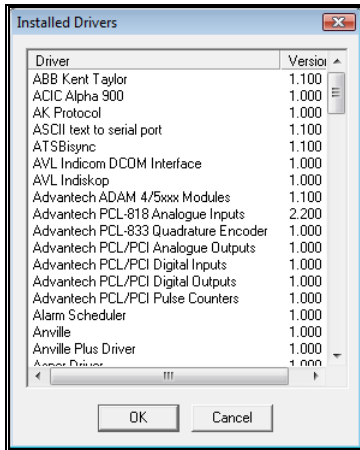 Installed Drivers
Driver Version
ABB Kent Taylor 1.100
ACIC Alpha 900 1.000
AK Protocol 1.000
ASCII text to serial port 1.100
ATSBisync 1.100
AVL Indicom DCOM Interface 1.000
AVL Indiskop 1.000
Advantech ADAM 4/5xxx Modules 1.100
Advantech PCL-818 Analogue Inputs 2.200
Advantech PCL-833 Quadrature Encoder 1.000
Advantech PCL/PCI Analogue Outputs 1.000
Advantech PCL/PCI Digital Inputs 1.000
Advantech PCL/PCI Digital Outputs 1.000
Advantech PCL/PCI Pulse Counters 1.000
Alarm Scheduler 1.000
Anville 1.000
Anville Plus Driver 1.000
Driver 1.000
OK Cancel